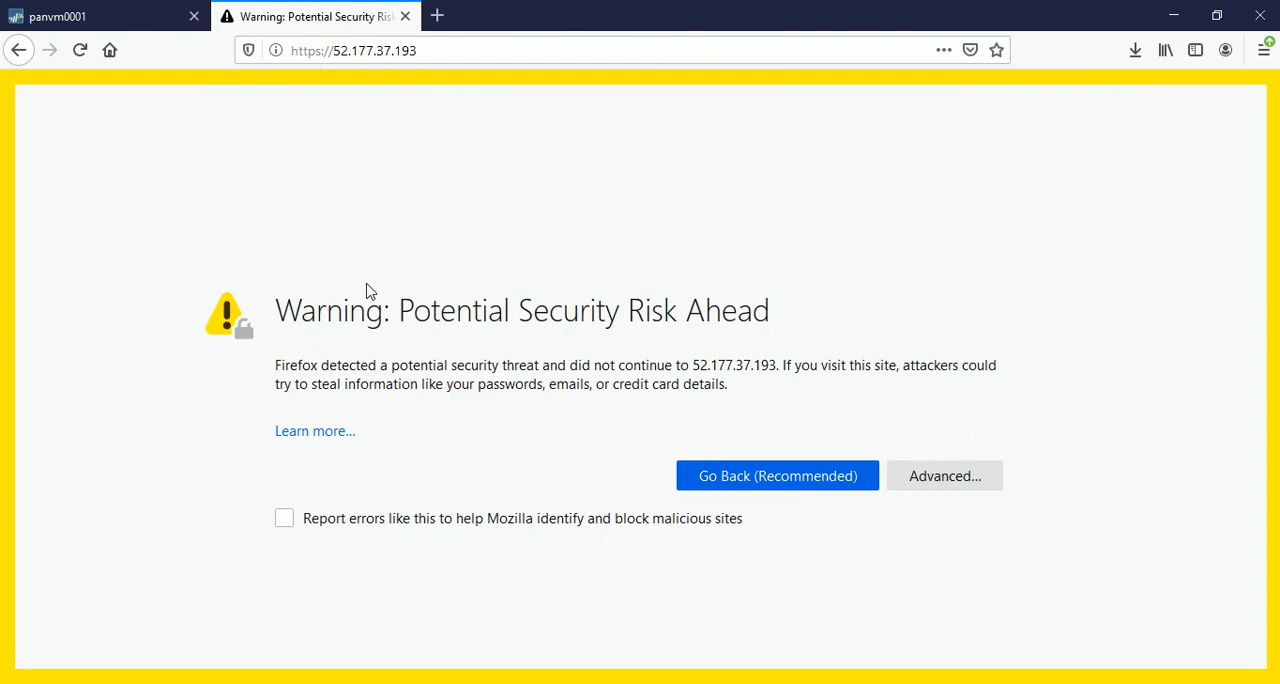 panvm0001
Warning: Potential Security Ris
https://52.177.37.193
Warning: Potential Security Risk Ahead
Firefox detected a potential security threat and did not continue to 52.177.37.193. If you visit this site, attackers could
try to steal information like your passwords, emails, or credit card details.
Learn more...
Go Back (Recommended)
Advanced...
Report errors like this to help Mozilla identify and block malicious sites